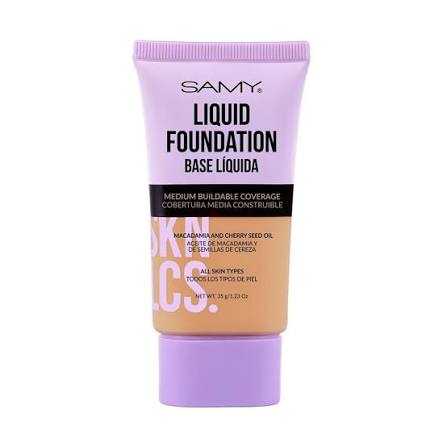 SAMY®
LIQUID
FOUNDATION
BASE LÍQUIDA
MEDIUM BUILDABLE COVERAGE
COBERTURA MEDIA CONSTRUIBLE
SKN
LCS.
MACADAMIA AND CHERRY SEED OIL
ACEITE DE MACADAMIA Y
DE SEMILLAS DE CEREZA
ALL SKIN TYPES
TODOS LOS TIPOS DE PIEL
NET WT. 35 g/1.23 Oz